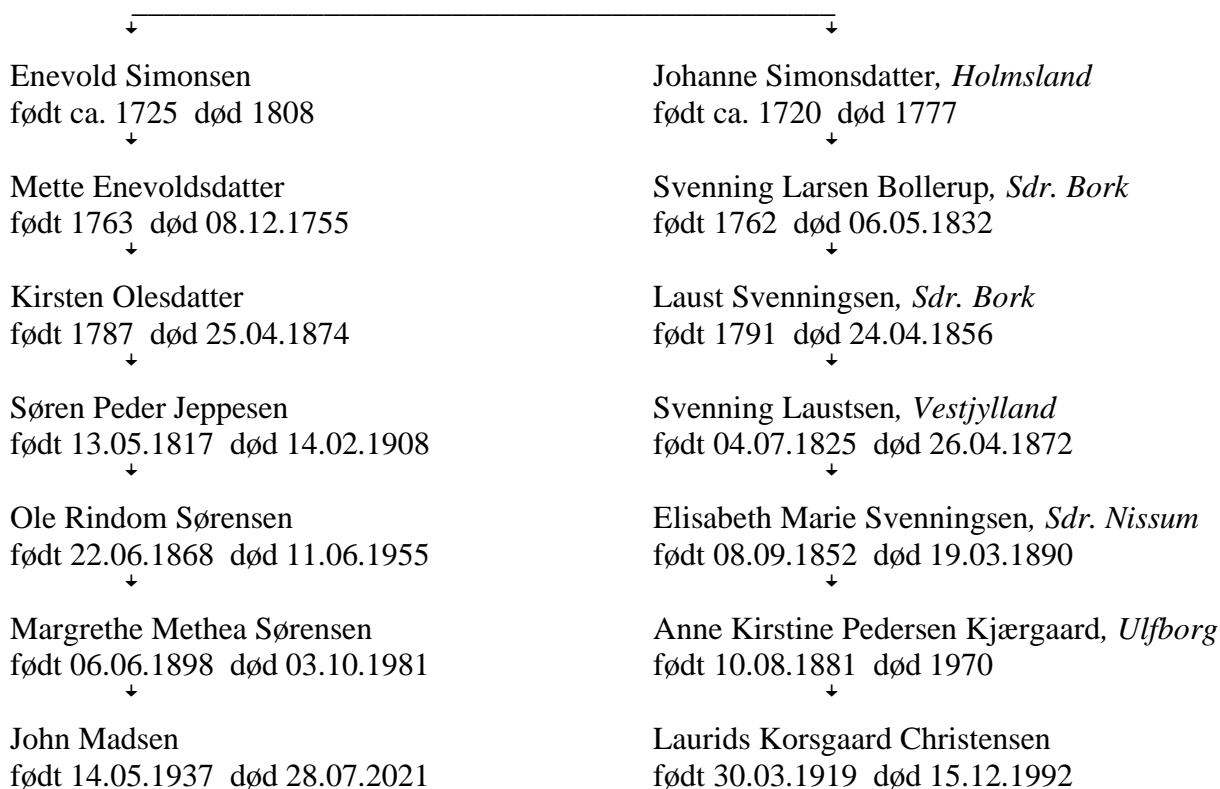 Enevold Simonsen
født ca. 1725 død 1808
Mette Enevoldsdatter
født 1763 død 08.12.1755
Kirsten Olesdatter
født 1787 død 25.04.1874
Søren Peder Jeppesen
født 13.05.1817 død 14.02.1908
Ole Rindom Sørensen
født 22.06.1868 død 11.06.1955
Margrethe Methea Sørensen
født 06.06.1898 død 03.10.1981
John Madsen
født 14.05.1937 død 28.07.2021
Johanne Simonsdatter, Holmsland
født ca. 1720 død 1777
Svenning Larsen Bollerup, Sdr. Bork
født 1762 død 06.05.1832
Laust Svenningsen, Sdr. Bork
født 1791 død 24.04.1856
Svenning Laustsen, Vestjylland
født 04.07.1825 død 26.04.1872
Elisabeth Marie Svenningsen, Sdr. Nissum
født 08.09.1852 død 19.03.1890
Anne Kirstine Pedersen Kjærgaard, Ulfborg
født 10.08.1881 død 1970
Laurids Korsgaard Christensen
født 30.03.1919 død 15.12.1992